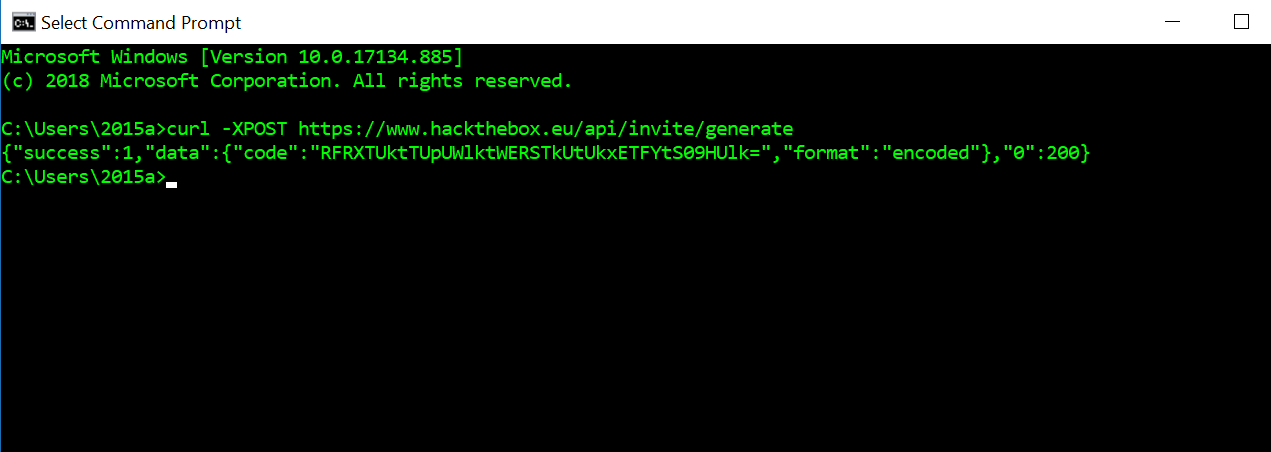 Select Command Prompt
Microsoft Windows [Version 10.0.17134.885]
(c) 2018 Microsoft Corporation. All rights reserved.
C:\Users\2015a>curl -XPOST https://www.hackthebox.eu/api/invite/generate
{"success":1,"data":{"code":"RFRXTUktTUpUWlktWERSTkUtUkxETFYtS09HUlk=","format":"encoded"},"0":200}
C:\Users\2015a>